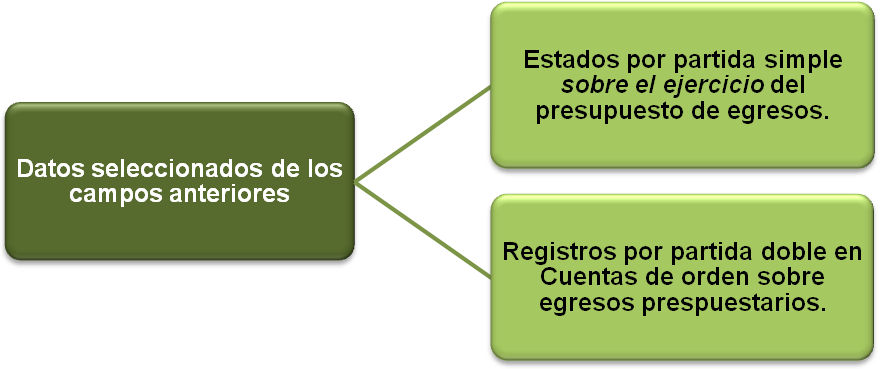 Datos seleccionados de los
campos anteriores
Estados por partida simple
sobre el ejercicio del
presupuesto de egresos.
Registros por partida doble en
Cuentas de orden sobre
egresos prespuestarios.